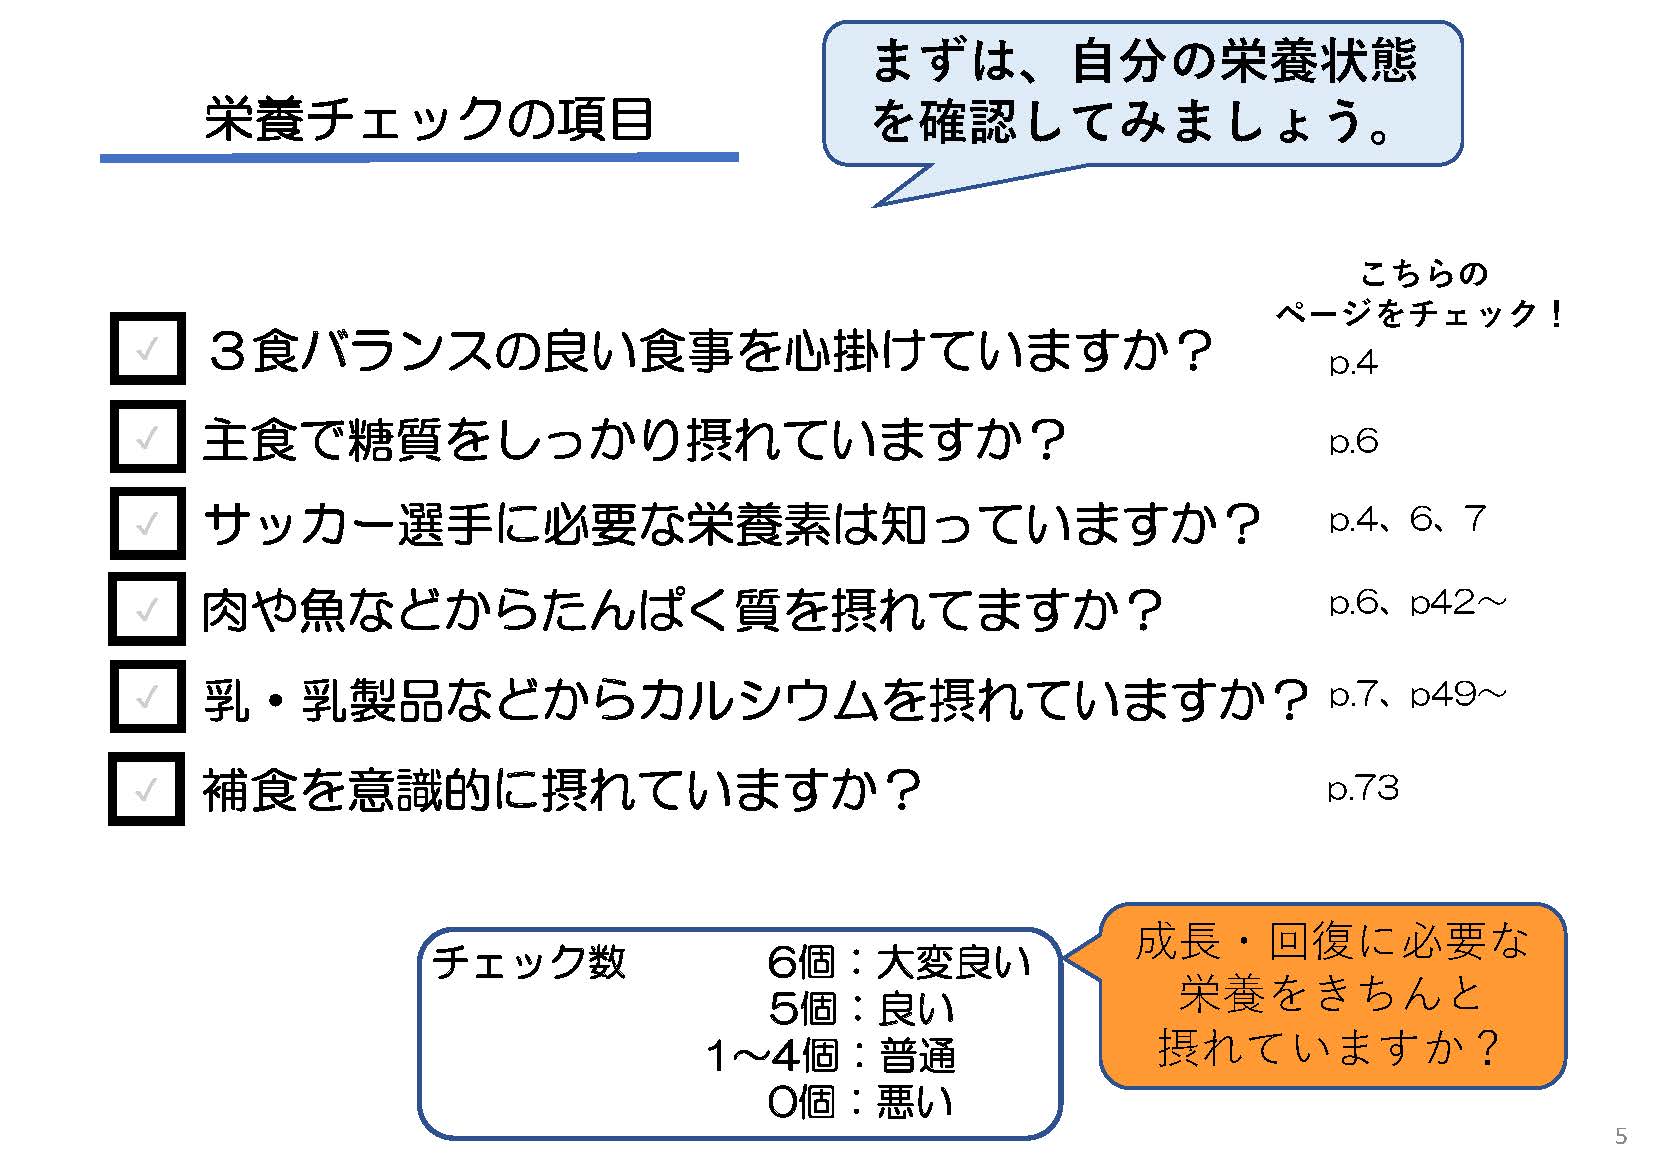 まずは、自分の栄養状態
を確認してみましょう。
栄養チェックの項目
こちらの
ページをチェック！
✓ ３食バランスの良い食事を心掛けていますか？ p.4
✓ 主食で糖質をしっかり摂れていますか？ p.6
✓ サッカー選手に必要な栄養素は知っていますか？ p.4、6、7
✓ 肉や魚などからたんぱく質を摂れてますか？ p.6、p42～
✓ 乳・乳製品などからカルシウムを摂れていますか？ p.7、p49～
✓ 補食を意識的に摂れていますか？ p.73
チェック数 6個：大変良い
5個：良い
1～4個：普通
0個：悪い
成長・回復に必要な
栄養をきちんと
摂れていますか？
5